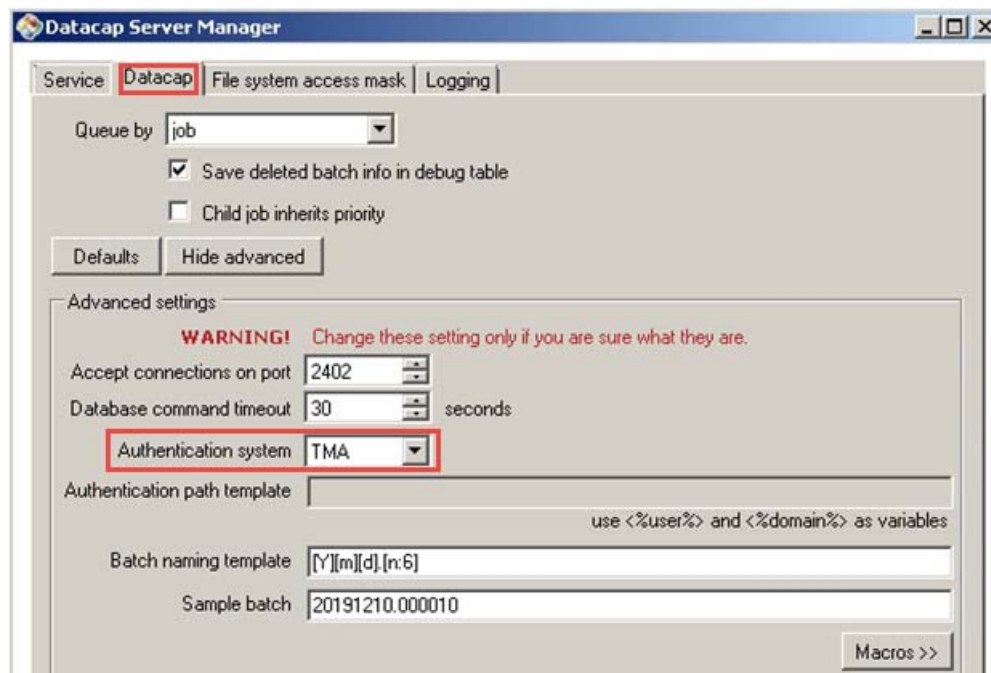 Datacap Server Manager
Service Datacap File system access mask Logging
Queue by job
Save deleted batch info in debug table
Child job inherits priority
Defaults Hide advanced
Advanced settings
WARNING! Change these setting only if you are sure what they are.
Accept connections on port 2402
Database command timeout 30 seconds
Authentication system TMA
Authentication path template
use <%user%> and <%domain%> as variables
Batch naming template [Y][m][d].[n:6]
Sample batch 20191210.000010
Macros >>